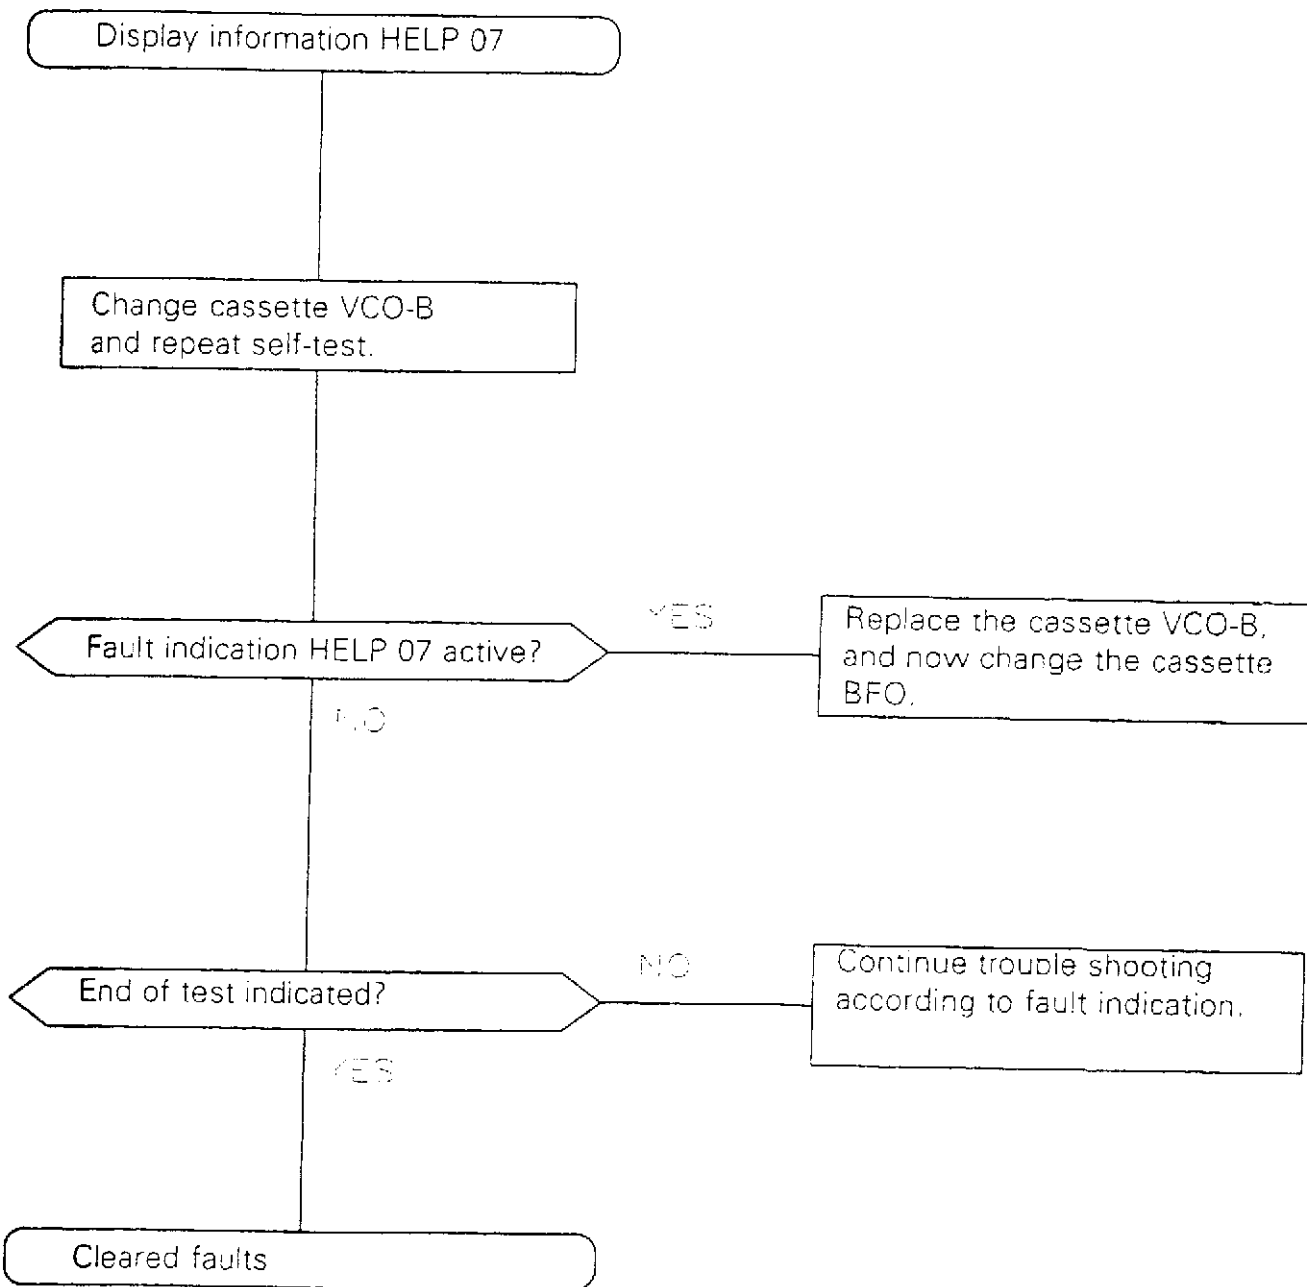 Display information HELP 07
Change cassette VCO-B
and repeat self-test.
Fault indication HELP 07 active?
YES
Replace the cassette VCO-B,
and now change the cassette
BFO.
NO
End of test indicated?
NO
Continue trouble shooting
according to fault indication.
YES
Cleared faults